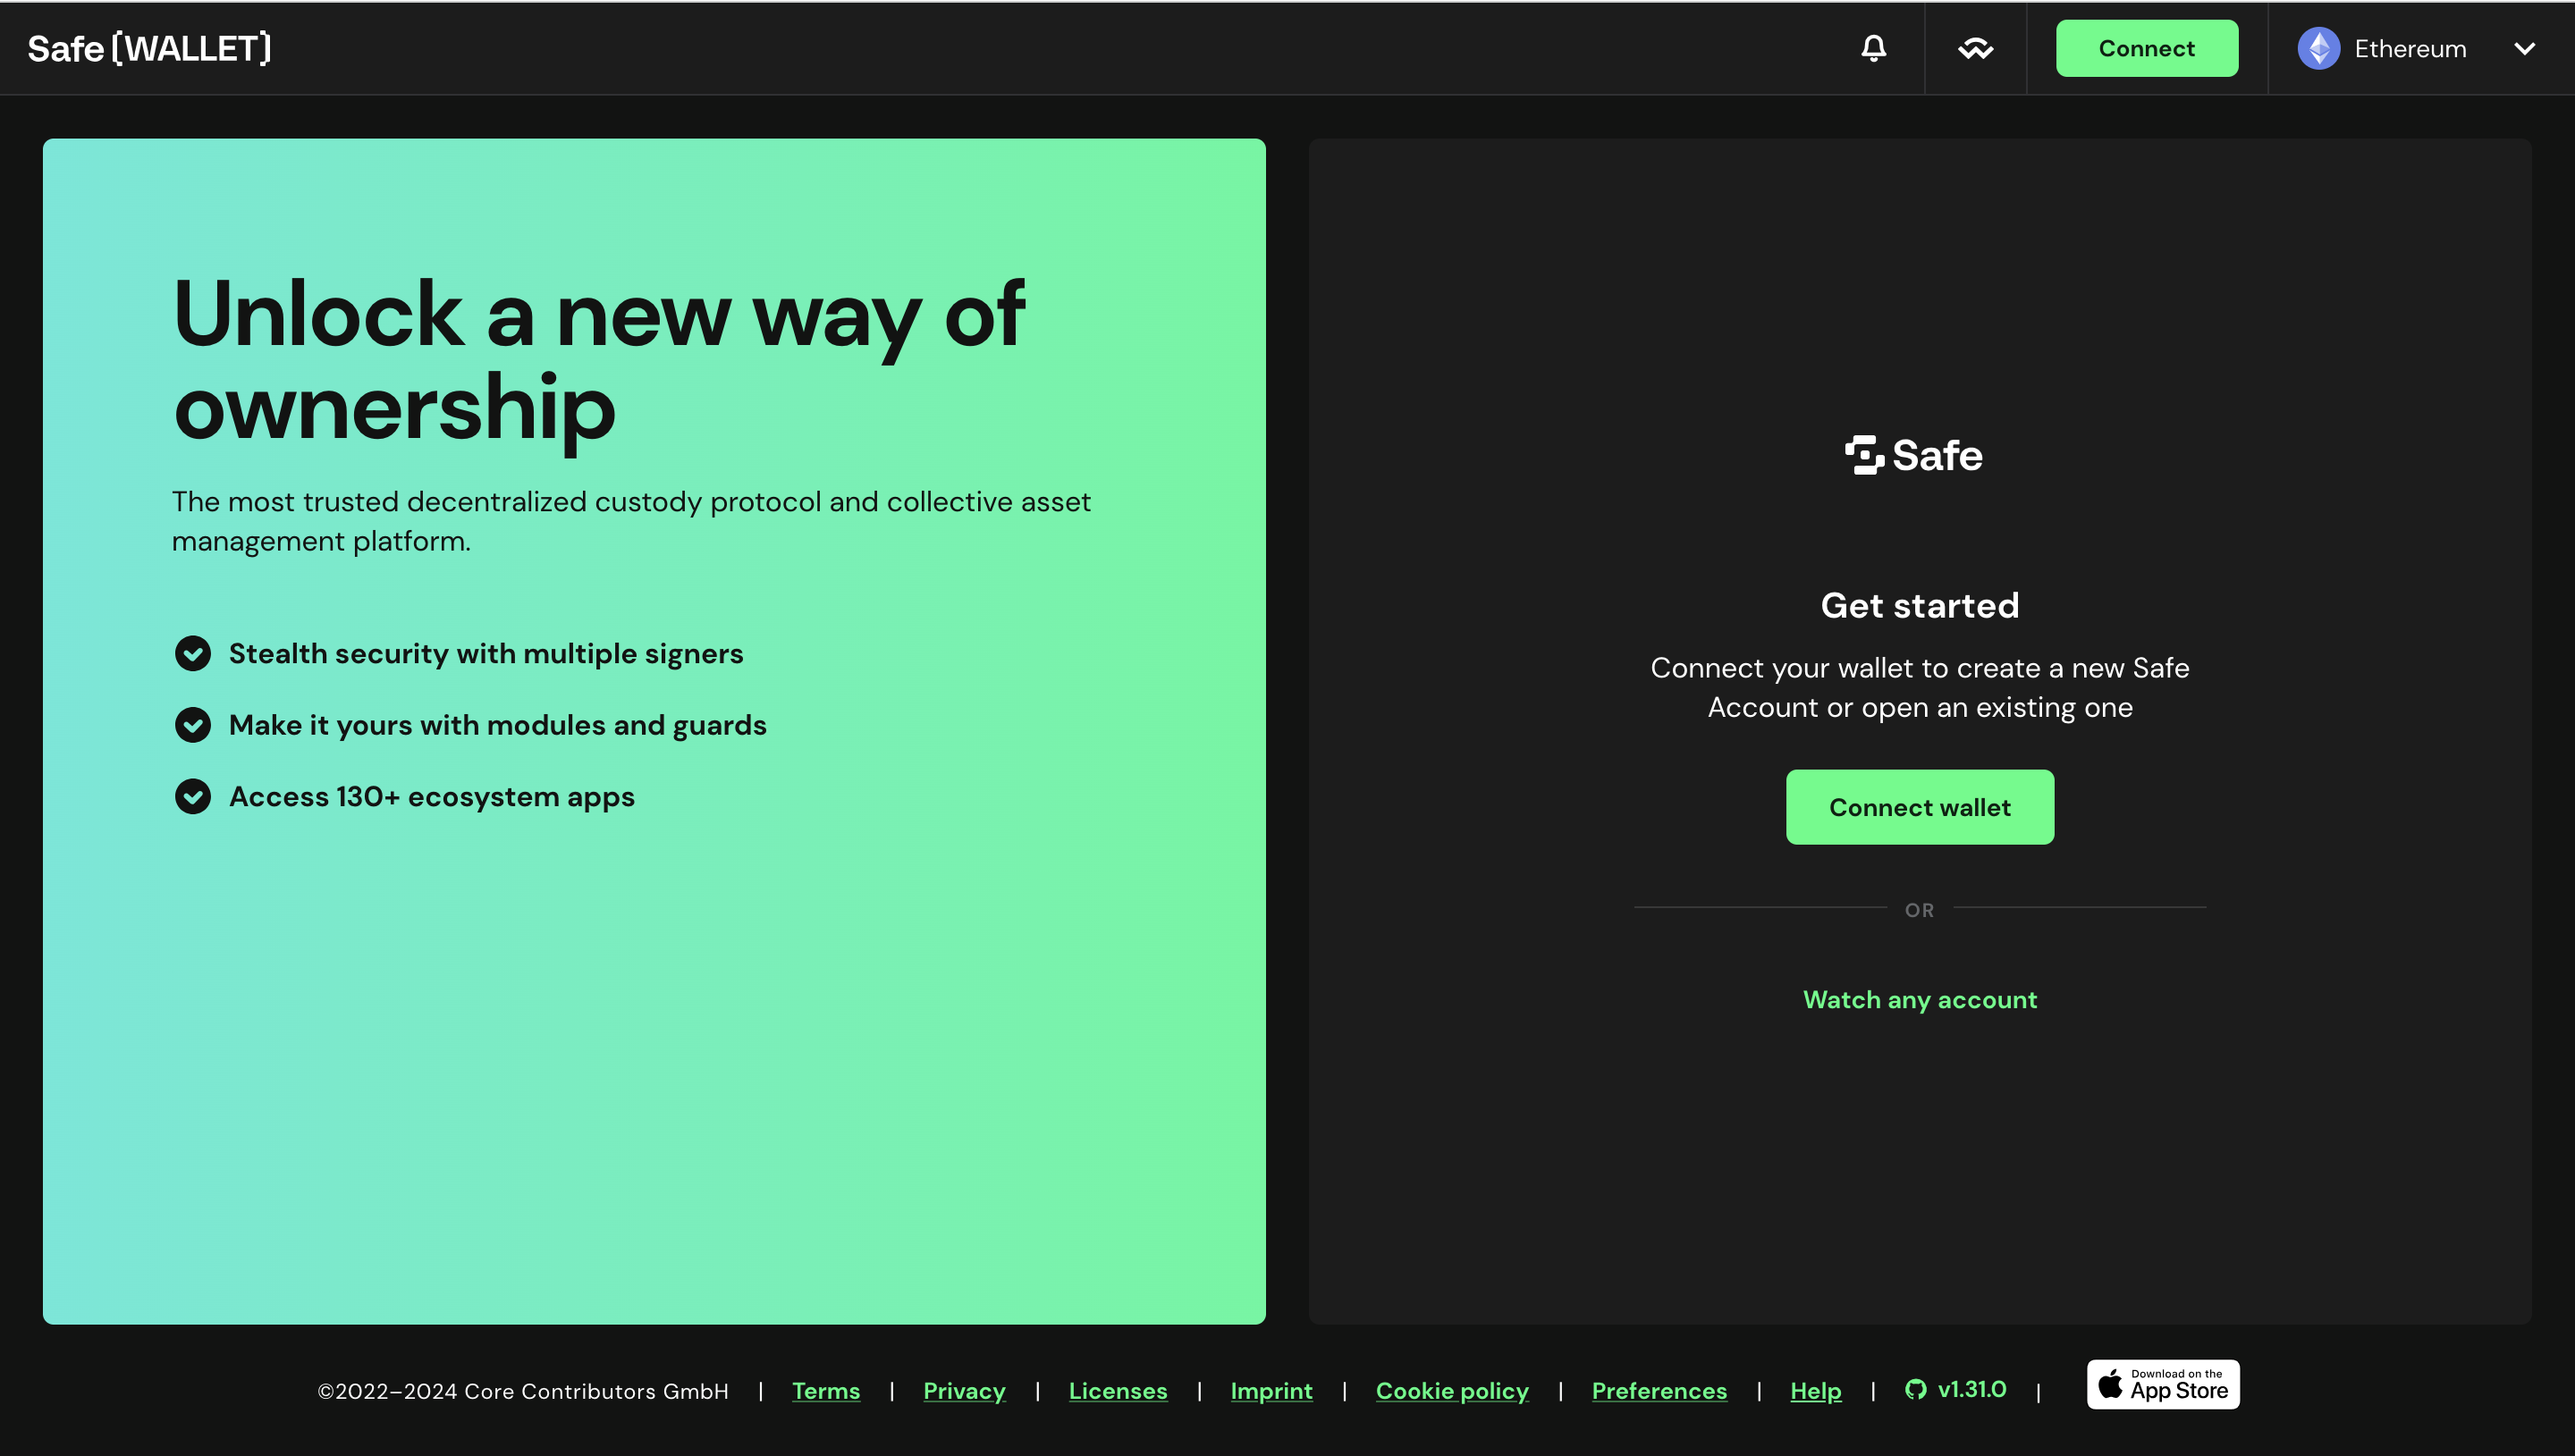 Safe [WALLET]
Connect
Ethereum
Unlock a new way of
ownership
The most trusted decentralized custody protocol and collective asset
management platform.
Stealth security with multiple signers
Make it yours with modules and guards
Access 130+ ecosystem apps
Safe
Get started
Connect your wallet to create a new Safe
Account or open an existing one
Connect wallet
OR
Watch any account
©2022–2024 Core Contributors GmbH | Terms | Privacy | Licenses | Imprint | Cookie policy | Preferences | Help | v1.31.0 |
Download on the
App Store